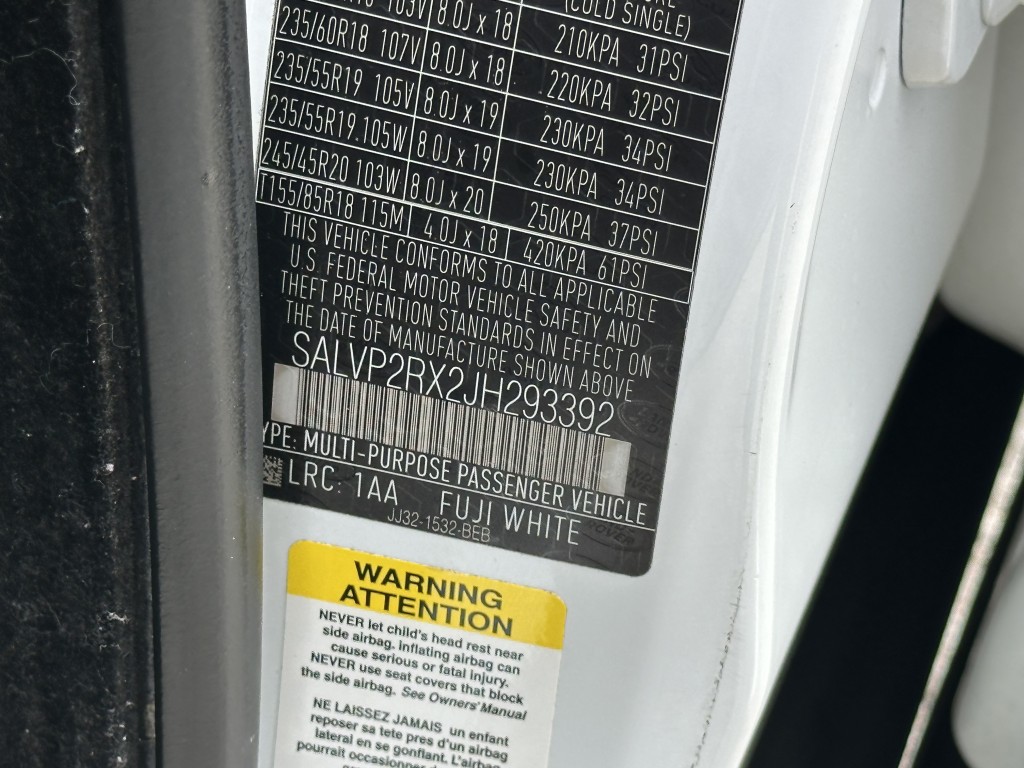 103V 8.0J x 18 210KPA 31PSI
(COLD SINGLE)
235/60R18 107V 8.0J x 18 220KPA 32PSI
235/55R19 105V 8.0J x 19 230KPA 34PSI
235/55R19.105W 8.0J x 19 230KPA 34PSI
245/45R20 103W 8.0J x 20 250KPA 37PSI
T155/85R18 115M 4.0J x 18 420KPA 61PSI
THIS VEHICLE CONFORMS TO ALL APPLICABLE
U.S. FEDERAL MOTOR VEHICLE SAFETY AND
THEFT PREVENTION STANDARDS IN EFFECT ON
THE DATE OF MANUFACTURE SHOWN ABOVE
SALVP2RX2JH293392
YPE: MULTI-PURPOSE PASSENGER VEHICLE
LRC: 1AA FUJI WHITE
JJ32-1532-BEB
WARNING
ATTENTION
NEVER let child's head rest near
side airbag. Inflating airbag can
cause serious or fatal injury.
NEVER use seat covers that block
the side airbag. See Owners' Manual
NE LAISSEZ JAMAIS un enfant
reposer sa tete pres d'un airbag
lateral en se gonflant. L'airbag
pourrait occasionner